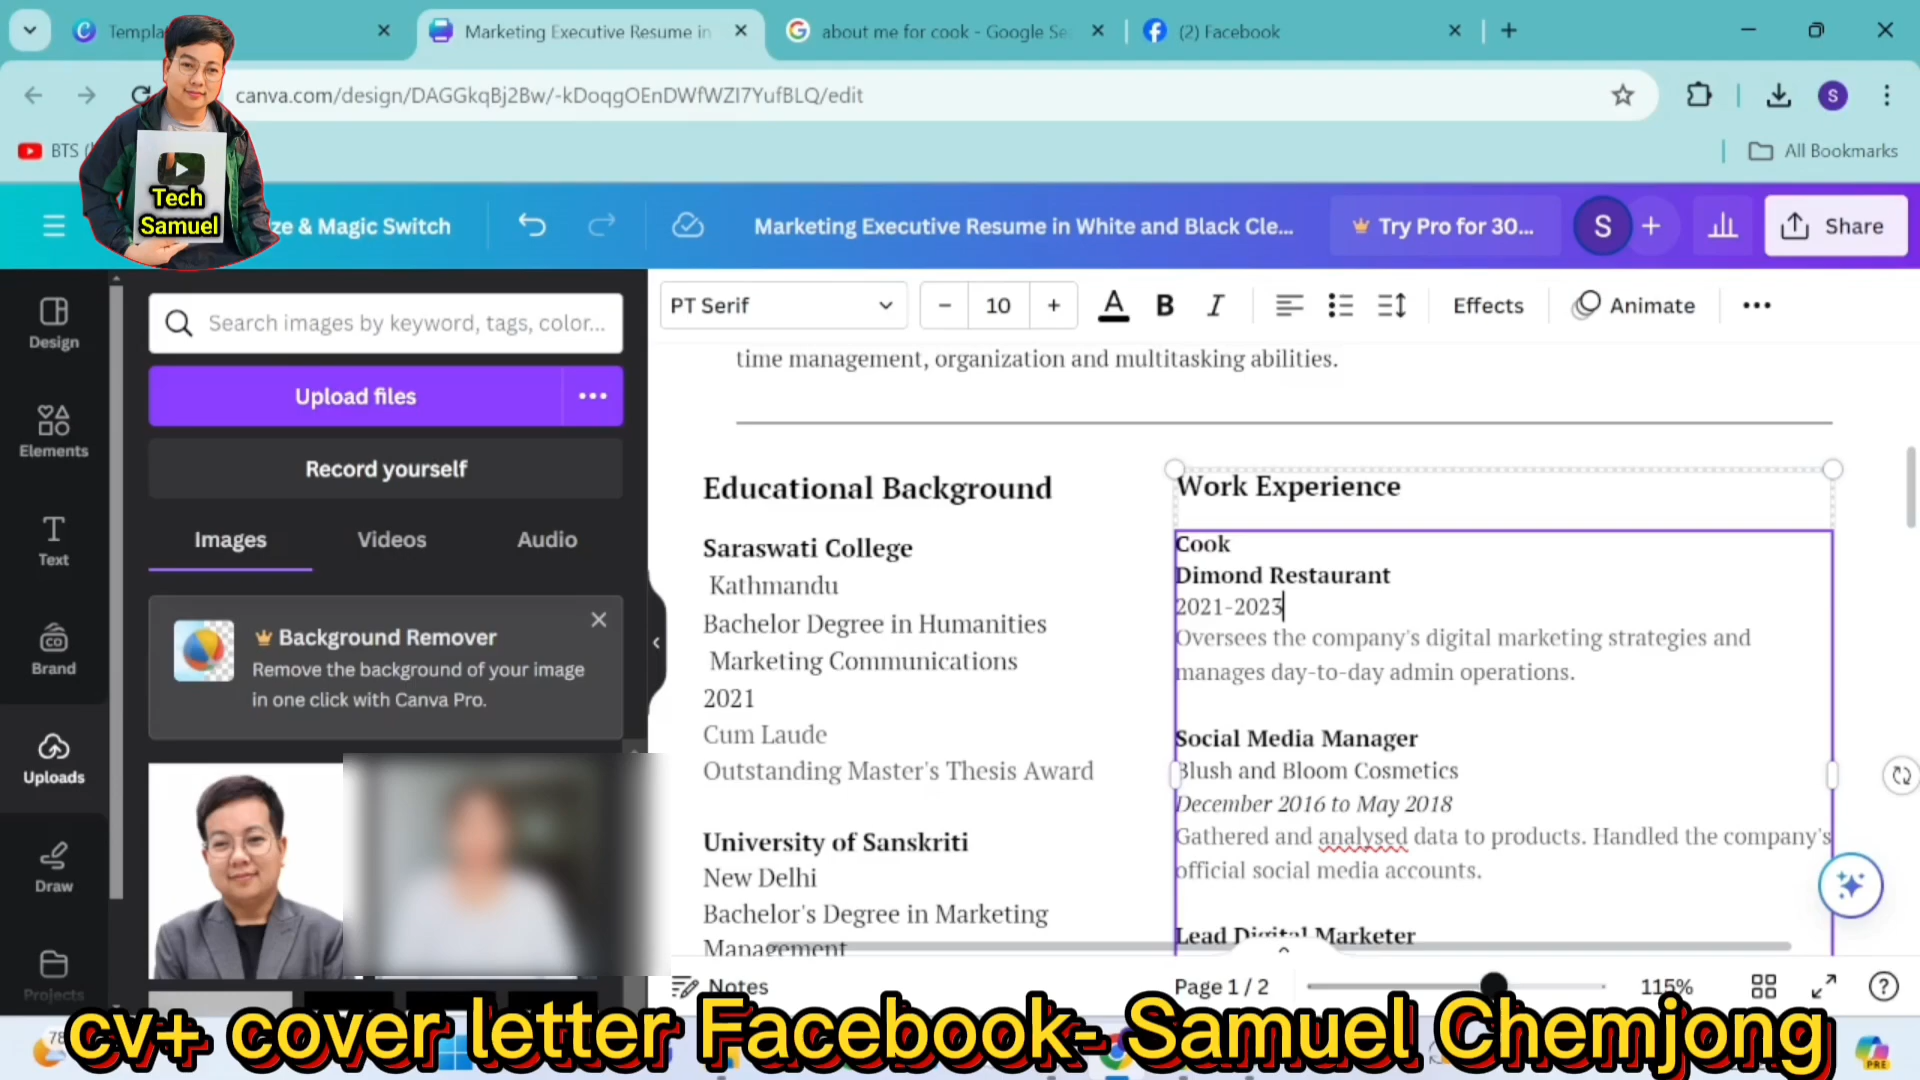 Templa
Marketing Executive Resume in
about me for cook - Google Se
(2) Facebook
canva.com/design/DAGGkqBj2Bw/-kDoqgOEnDWfWZI7YufBLQ/edit
S
BTS
All Bookmarks
Tech
Samuel
ze & Magic Switch
Marketing Executive Resume in White and Black Cle...
Try Pro for 30...
S
Share
Design
Elements
Text
Brand
Uploads
Draw
Projects
Search images by keyword, tags, color...
Upload files
Record yourself
Images
Videos
Audio
Background Remover
Remove the background of your image
in one click with Canva Pro.
PT Serif
10
A
B
I
Effects
Animate
time management, organization and multitasking abilities.
Educational Background
Saraswati College
Kathmandu
Bachelor Degree in Humanities
Marketing Communications
2021
Cum Laude
Outstanding Master's Thesis Award
University of Sanskriti
New Delhi
Bachelor's Degree in Marketing
Management
Work Experience
Cook
Dimond Restaurant
2021-2023
Oversees the company's digital marketing strategies and
manages day-to-day admin operations.
Social Media Manager
Blush and Bloom Cosmetics
December 2016 to May 2018
Gathered and analysed data to products. Handled the company's
official social media accounts.
Lead Digital Marketer
Notes
Page 1 / 2
115%
78
PRE
cv+ cover letter Facebook- Samuel Chemjong